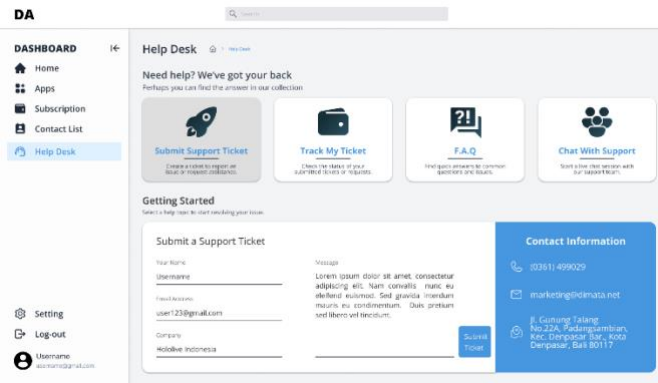 DA
Search
DASHBOARD
Home
Apps
Subscription
Contact List
Help Desk
Setting
Log-out
Username
username@gmail.com
Help Desk
Help Desk
Need help? We've got your back
Perhaps you can find the answer in our collection
Submit Support Ticket
Create a ticket to report an
issue or request assistance.
Track My Ticket
Check the status of your
submitted tickets or requests.
?!
F.A.Q
Find quick answers to common
questions and issues.
Chat With Support
Start a live chat session with
our support team.
Getting Started
Select a help topic to start resolving your issue.
Submit a Support Ticket
Your Name
Username
Email Address
user123@gmail.com
Company
Hololive Indonesia
Message
Lorem ipsum dolor sit amet, consectetur
adipiscing elit. Nam convallis nunc eu
eleifend euismod. Sed gravida interdum
mauris eu condimentum. Duis pretium
sed libero vel tincidunt.
Submit
Ticket
Contact Information
(0361) 499029
marketing@dimata.net
Jl. Gunung Talang
No.22A, Padangsambian,
Kec. Denpasar Bar., Kota
Denpasar, Bali 80117